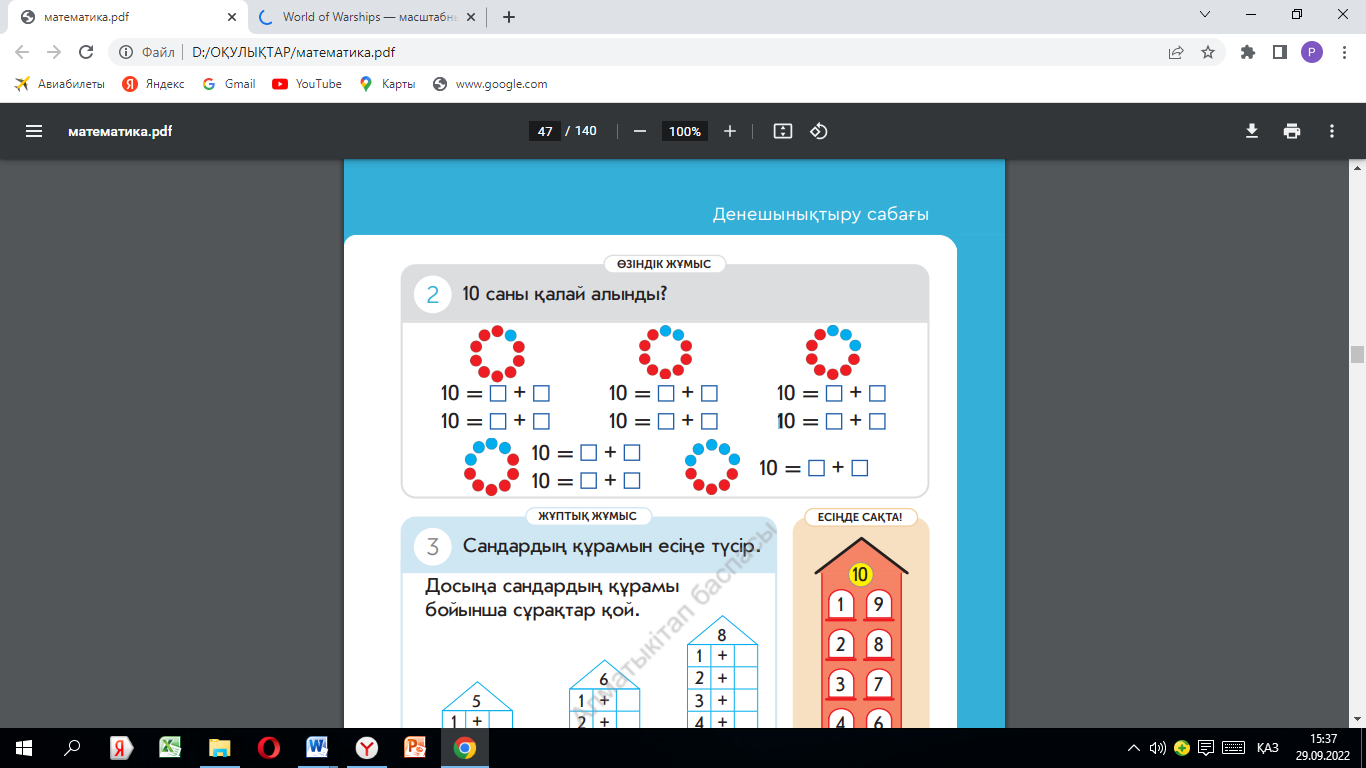 математика.pdf
World of Warships — масштабны
Файл D:/ОҚУЛЫҚТАР/математика.pdf
Р
Авиабилеты Яндекс Gmail YouTube Карты www.google.com
математика.pdf 47 / 140 100%
Денешынықтыру сабағы
ӨЗІНДІК ЖҰМЫС
2 10 саны қалай алынды?
10 = □ + □ 10 = □ + □ 10 = □ + □
10 = □ + □ 10 = □ + □ 10 = □ + □
10 = □ + □
10 = □ + □
10 = □ + □
ЖҰПТЫҚ ЖҰМЫС
3 Сандардың құрамын есіңе түсір.
Досыңа сандардың құрамы
бойынша сұрақтар қой.
5
1 +
6
1 +
2 +
8
1 +
2 +
3 +
4 +
Алматыкітап баспасы
ЕСІҢДЕ САҚТА!
10
1 9
2 8
3 7
4 6
ҚАЗ
15:37
29.09.2022